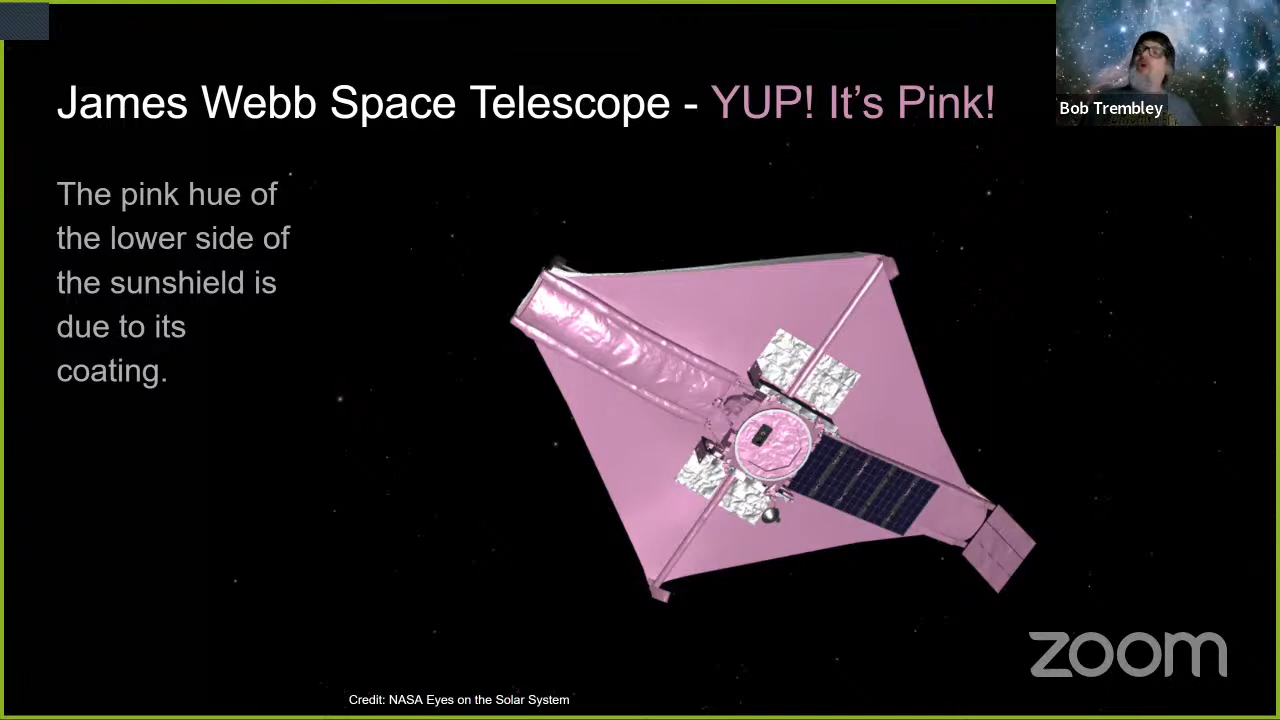 James Webb Space Telescope - YUP! It's Pink!
Bob Trembley
The pink hue of
the lower side of
the sunshield is
due to its
coating.
zoom
Credit: NASA Eyes on the Solar System